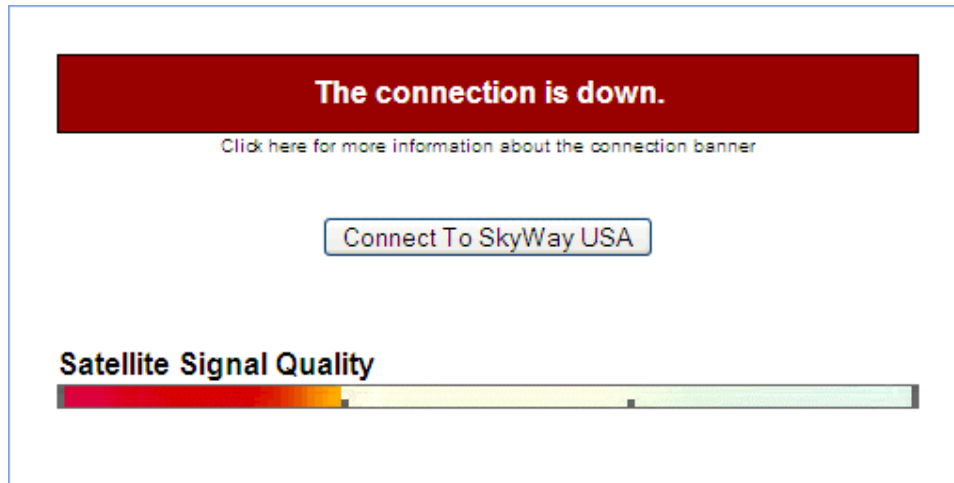 The connection is down.
Click here for more information about the connection banner
Connect To SkyWay USA
Satellite Signal Quality